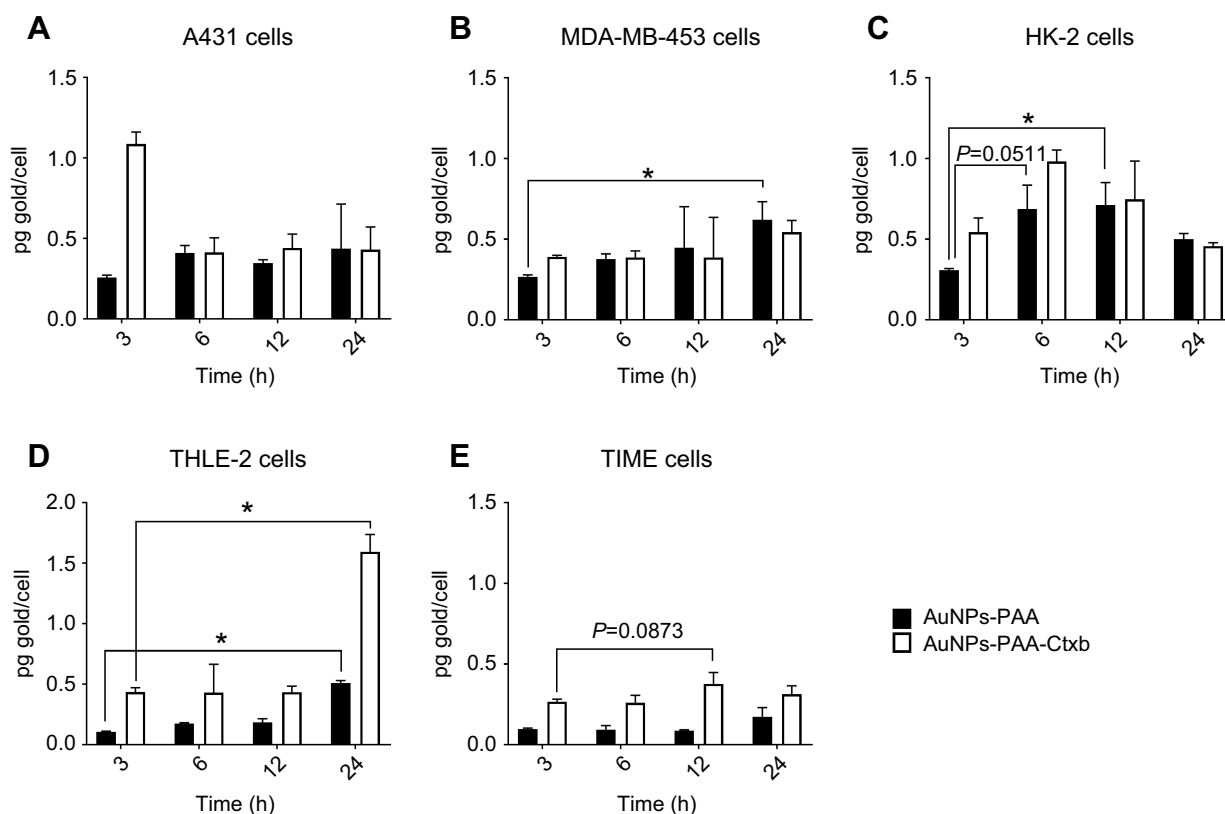 A
A431 cells
pg gold/cell
1.5
1.0
0.5
0.0
3
6
12
24
Time (h)
B
MDA-MB-453 cells
pg gold/cell
1.5
1.0
0.5
0.0
*
3
6
12
24
Time (h)
C
HK-2 cells
pg gold/cell
1.5
1.0
0.5
0.0
*
P=0.0511
3
6
12
24
Time (h)
D
THLE-2 cells
pg gold/cell
2.0
1.5
1.0
0.5
0.0
*
*
3
6
12
24
Time (h)
E
TIME cells
pg gold/cell
1.5
1.0
0.5
0.0
P=0.0873
3
6
12
24
Time (h)
AuNPs-PAA
AuNPs-PAA-Ctxb